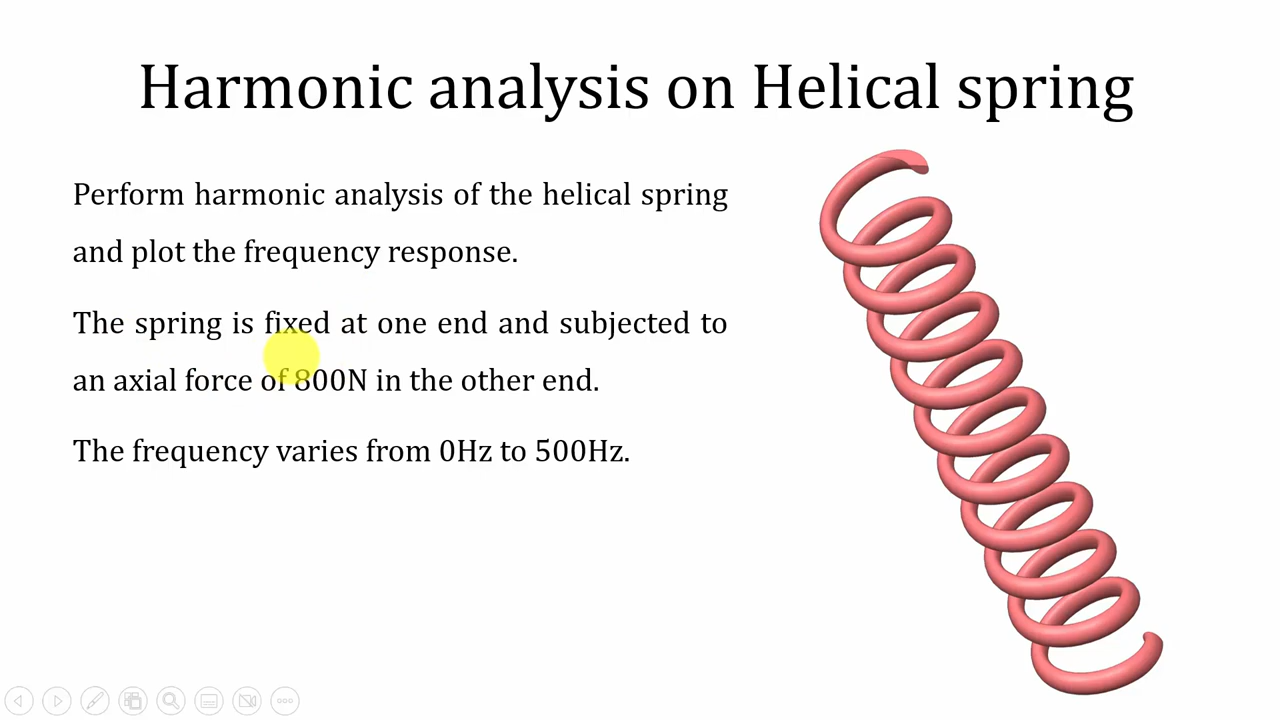 Harmonic analysis on Helical spring
Perform harmonic analysis of the helical spring
and plot the frequency response.
The spring is fixed at one end and subjected to
an axial force of 800N in the other end.
The frequency varies from 0Hz to 500Hz.